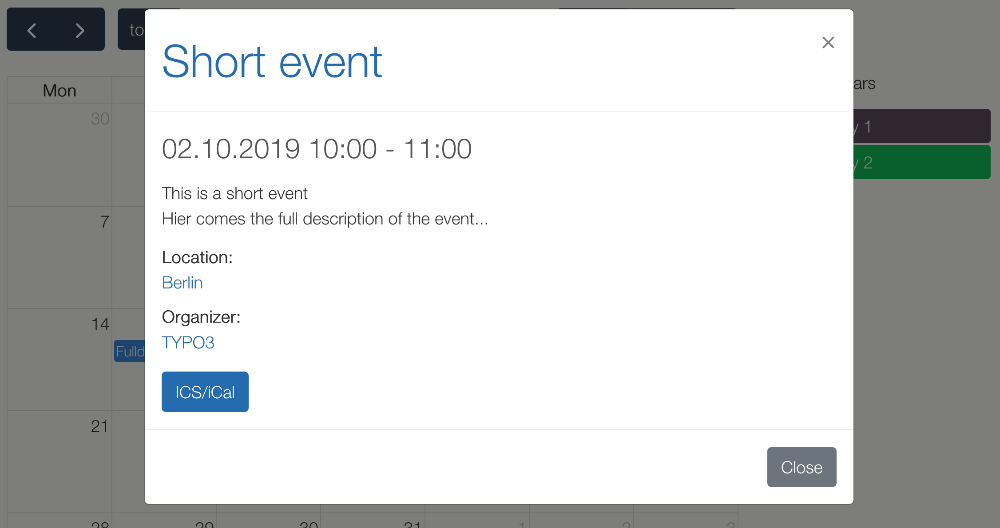 to
Short event
×
ars
Mon
30
y 1
02.10.2019 10:00 - 11:00
y 2
This is a short event
Hier comes the full description of the event...
7
Location:
Berlin
Organizer:
14
TYPO3
Fulld
ICS/iCal
21
Close
28
29
30
31
1
2
3